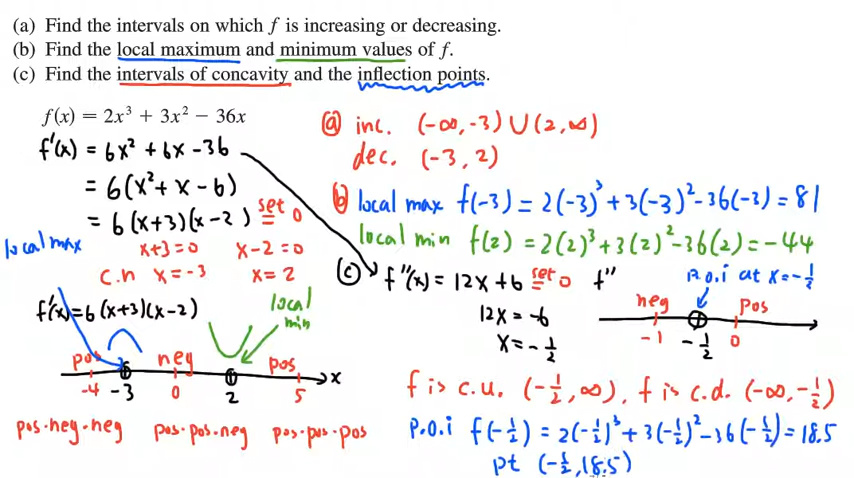 (a) Find the intervals on which f is increasing or decreasing.
(b) Find the local maximum and minimum values of f.
(c) Find the intervals of concavity and the inflection points.
f(x) = 2x³ + 3x² − 36x
f'(x) = 6x² + 6x - 36
= 6(x² + x - 6)
= 6(x+3)(x-2) set = 0
local max
x+3=0 x-2=0
c.n x=-3 x=2
f'(x)=6(x+3)(x-2)
local min
pos neg pos
-4 -3 0 2 5 x
pos·neg·neg pos·pos·neg pos·pos·pos
(a) inc. (-∞,-3) ∪ (2,∞)
dec. (-3, 2)
(b) local max f(-3) = 2(-3)³ + 3(-3)² - 36(-3) = 81
local min f(2) = 2(2)³ + 3(2)² - 36(2) = -44
(c) f''(x) = 12x + 6 set = 0
12x = -6
x = -1/2
f'' P.o.i at x=-1/2
neg pos
-1 -1/2 0
f is c.u. (-1/2, ∞), f is c.d. (-∞, -1/2)
P.o.i f(-1/2) = 2(-1/2)³ + 3(-1/2)² - 36(-1/2) = 18.5
pt (-1/2, 18.5)